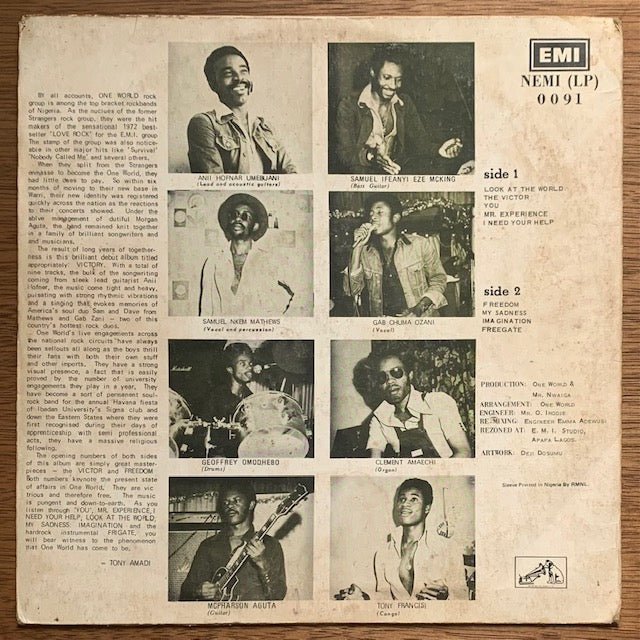 BY all accounts, ONE WORLD rock
group is among the top bracket rockbands
of Nigeria. As the nuclues of the former
Strangers rock group, they were the hit
makers of the sensational 1972 best-
seller 'LOVE ROCK' for the E.M.I. group
The stamp of the group was also notice-
able in other major hits like 'Survival'
'Nobody Called Me' and several others.
When they split from the Strangers
enmasse to become the One World, they
had little dues to pay. So within six
months of moving to their new base in
Warri, their new identity was registered
quickly across the nation as the reactions
to their concerts showed. Under the
able management of dutiful Morgan
Aguta, the band remained knit together
in a family of brilliant songwriters and
and musicians.
The result of long years of together-
ness is this brilliant debut album titled
appropriately: VICTORY. With a total of
nine tracks, the bulk of the songwriting
coming from sleek lead guitarist Anii
Hofner, the music come tight and heavy,
pulsating with strong rhythmic vibrations
and a singing that evokes memories of
America's soul duo Sam and Dave from
Mathews and Gab Zani – two of this
country's hottest rock duos.
One World's live engagements across
the national rock circuits have always
been sellouts all along as the boys thrill
their fans with both their own stuff
and other imports. They have a strong
visual presence, a fact that is easily
proved by the number of university
engagements they play in a year. They
have become a sort of permanent soul-
rock band for the annual 'Havana fiesta
of Ibadan University's Sigma club and
down the Eastern States where they were
first recognised during their days of
apprenticeship with semi professional
acts, they have a massive religious
following.
The opening numbers of both sides
of this album are simply great master-
pieces – the VICTOR and FREEDOM.
Both numbers keynote the present state
of affairs in One World. They are vic
trious and therefore free. The music
is pungent and down-to-earth. As you
listen through "YOU", MR. EXPERIENCE, I
NEED YOUR HELP; LOOK AT THE WORLD;
MY SADNESS; IMAGINATION and the
hardrock instrumental FRIGATE, you
will bear witness to the phenomenon
that One World has come to be.
– TONY AMADI
ANII HOFNAR UMEDJANI
(Lead and acoustic guitars)
SAMUEL IFEANYI EZE MCKING
(Bass Guitar)
SAMUEL NKEM MATHEWS
(Vocal and percussion)
GAB CHUMA OZANI
(Vocal)
Marshall
GEOFFREY OMODHEBO
(Drums)
CLEMENT AMAECHI
(Organ)
MCPHARSON AGUTA
(Guitar)
TONY FRANCIS
(Conga)
EMI
NEMI (LP)
0091
side 1
LOOK AT THE WORLD
THE VICTOR
YOU
MR. EXPERIENCE
I NEED YOUR HELP
side 2
FREEDOM
MY SADNESS
IMAGINATION
FREEGATE
PRODUCTION: ONE WORLD &
MR. NWAIGA
ARRANGEMENT: ONE WORLD
ENGINEER: MR. O. INODJE
REMIXING: ENGINEER EMMA ADEWUSI
REZONED AT: E. M. I. STUDIO,
APAPA LAGOS.
ARTWORK: DEJI DOSUMU
Sleeve Printed in Nigeria By RMNL.